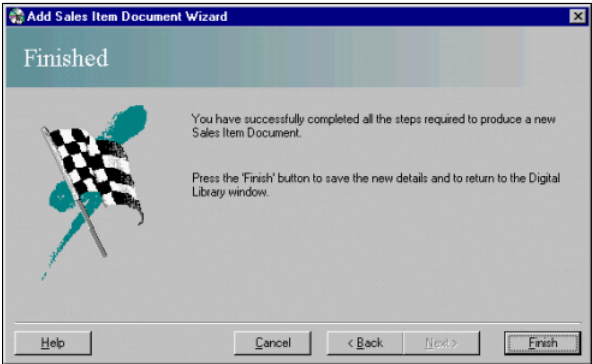 Add Sales Item Document Wizard
Finished
You have successfully completed all the steps required to produce a new
Sales Item Document.
Press the 'Finish' button to save the new details and to return to the Digital
Library window.
Help
Cancel
< Back
Next >
Finish